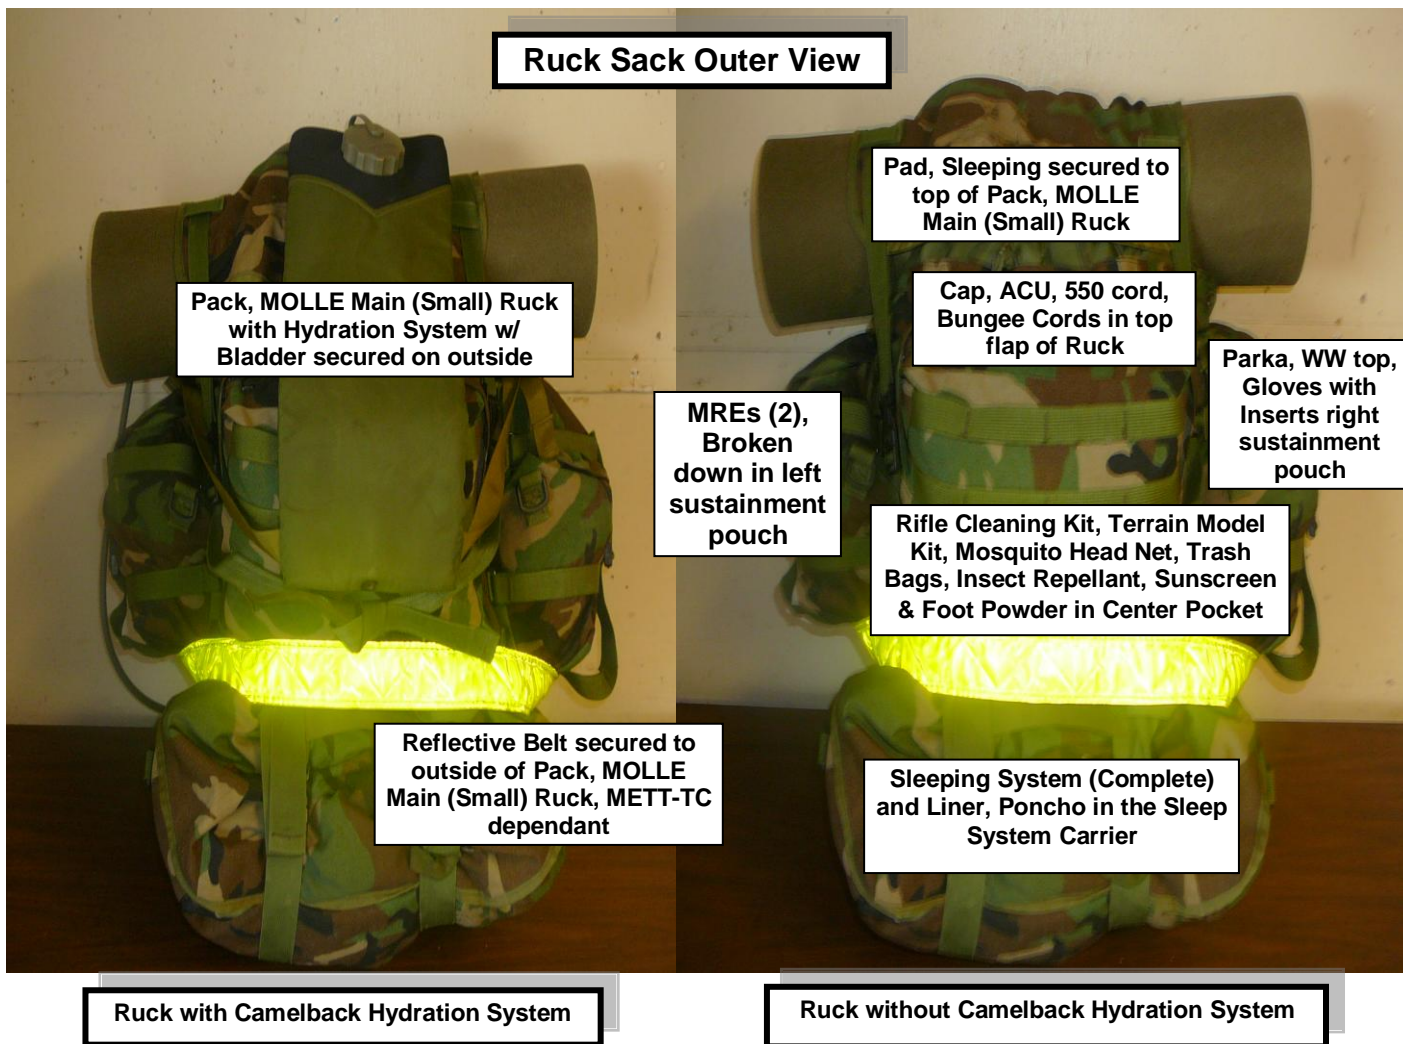 Ruck Sack Outer View
Pack, MOLLE Main (Small) Ruck
with Hydration System w/
Bladder secured on outside
Reflective Belt secured to
outside of Pack, MOLLE
Main (Small) Ruck, METT-TC
dependant
Ruck with Camelback Hydration System
Pad, Sleeping secured to
top of Pack, MOLLE
Main (Small) Ruck
Cap, ACU, 550 cord,
Bungee Cords in top
flap of Ruck
MREs (2),
Broken
down in left
sustainment
pouch
Parka, WW top,
Gloves with
Inserts right
sustainment
pouch
Rifle Cleaning Kit, Terrain Model
Kit, Mosquito Head Net, Trash
Bags, Insect Repellant, Sunscreen
& Foot Powder in Center Pocket
Sleeping System (Complete)
and Liner, Poncho in the Sleep
System Carrier
Ruck without Camelback Hydration System